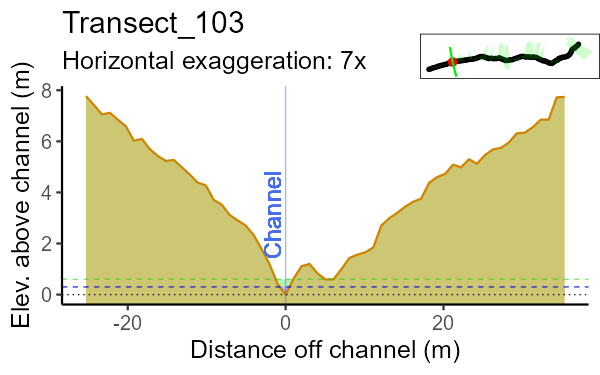 Transect_103
Horizontal exaggeration: 7x
Elev. above channel (m)
8
6
4
2
0
Channel
-20
0
20
Distance off channel (m)